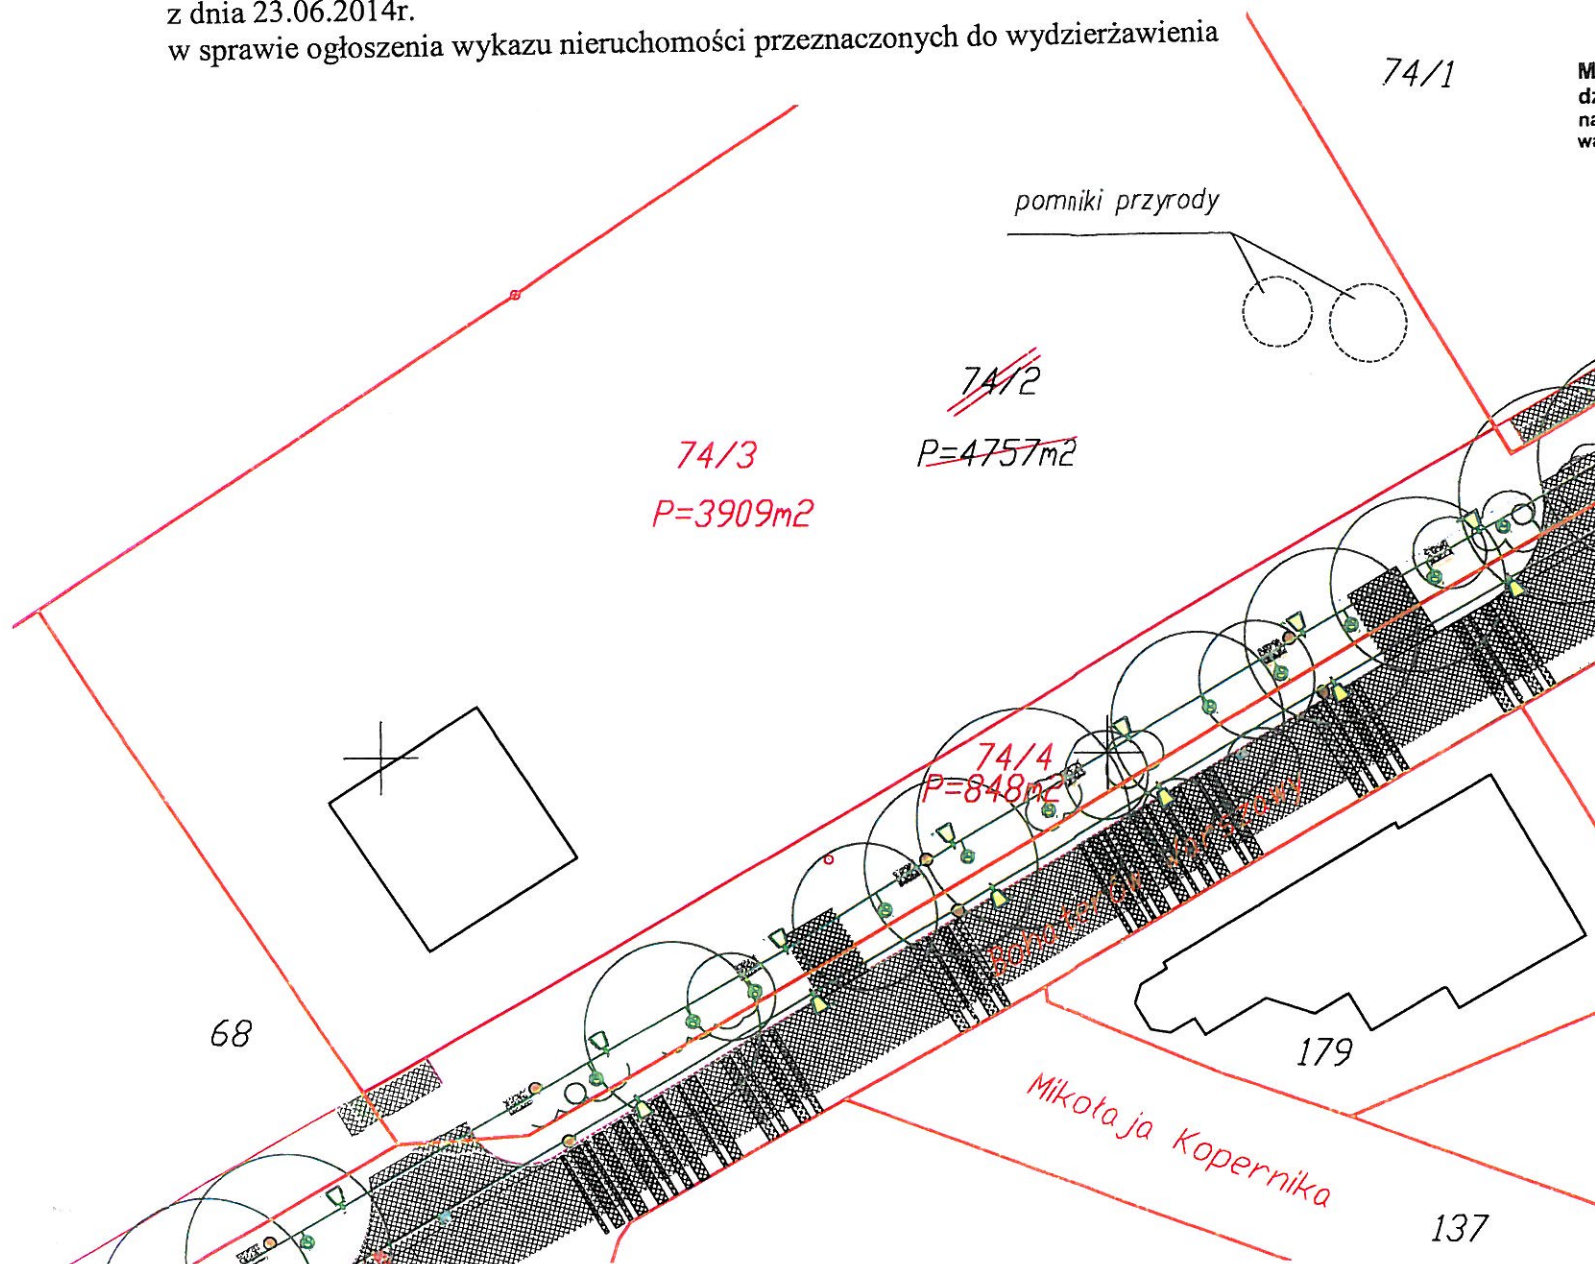 z dnia 23.06.2014r.
w sprawie ogłoszenia wykazu nieruchomości przeznaczonych do wydzierżawienia
74/1
pomniki przyrody
74/2
P=4757m2
74/3
P=3909m2
74/4
P=848m2
Bohaterów Warszawy
68
179
Mikołaja Kopernika
137